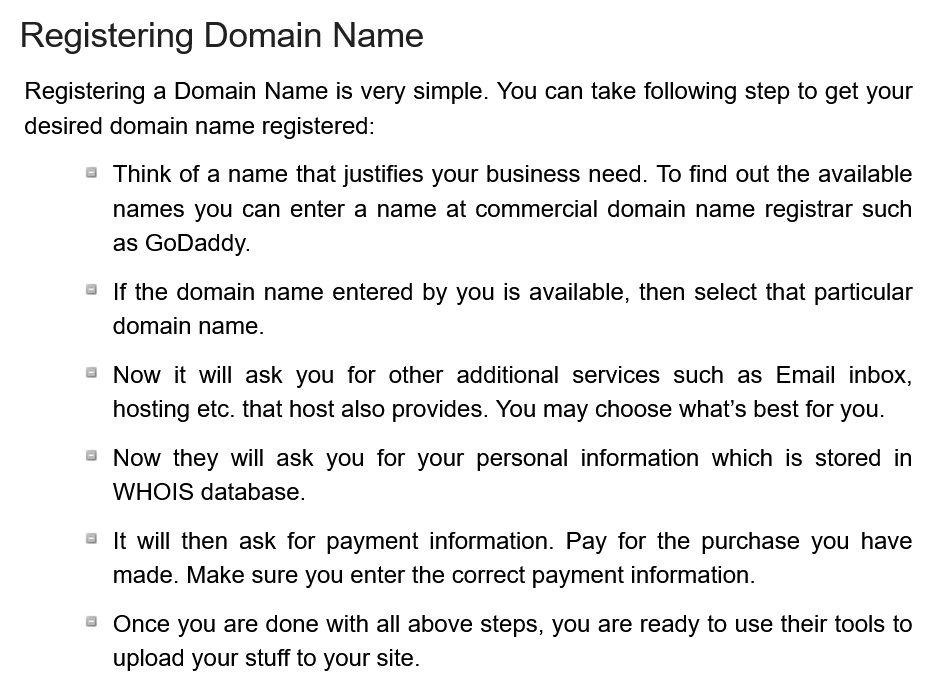 Registering Domain Name
Registering a Domain Name is very simple. You can take following step to get your
desired domain name registered:
Think of a name that justifies your business need. To find out the available
names you can enter a name at commercial domain name registrar such
as GoDaddy.
If the domain name entered by you is available, then select that particular
domain name.
Now it will ask you for other additional services such as Email inbox,
hosting etc. that host also provides. You may choose what’s best for you.
Now they will ask you for your personal information which is stored in
WHOIS database.
It will then ask for payment information. Pay for the purchase you have
made. Make sure you enter the correct payment information.
Once you are done with all above steps, you are ready to use their tools to
upload your stuff to your site.